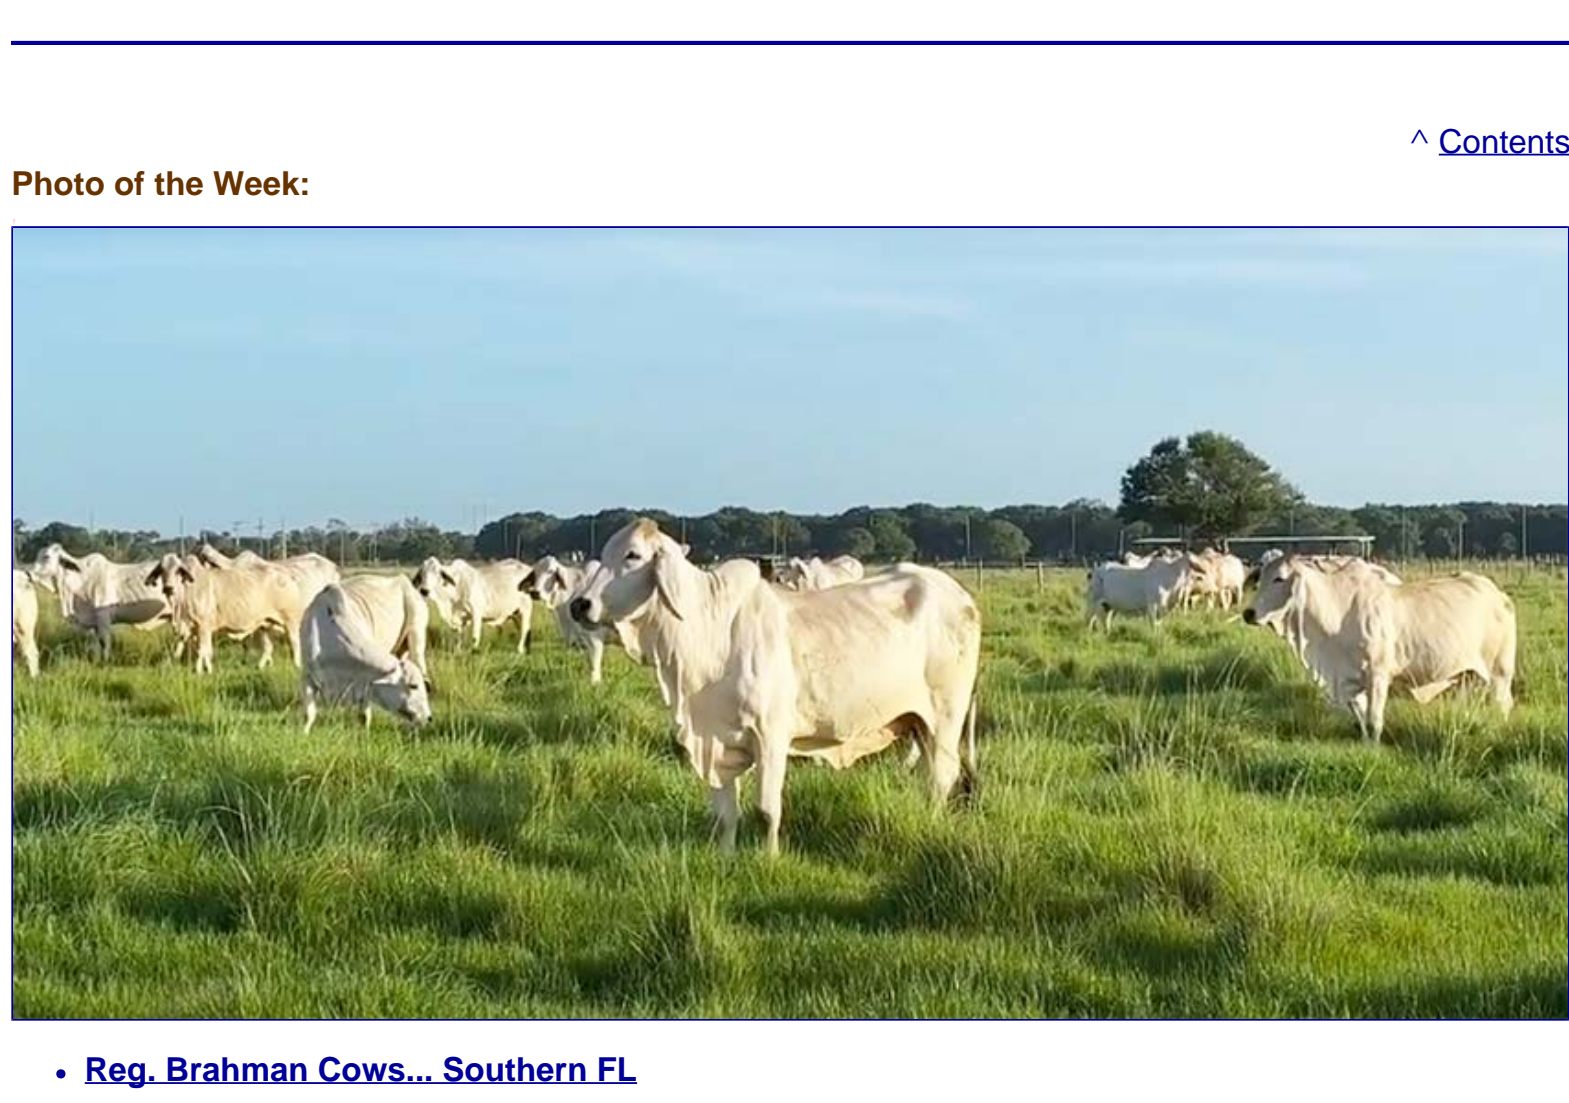 ^ Contents
Photo of the Week:
Reg. Brahman Cows... Southern FL